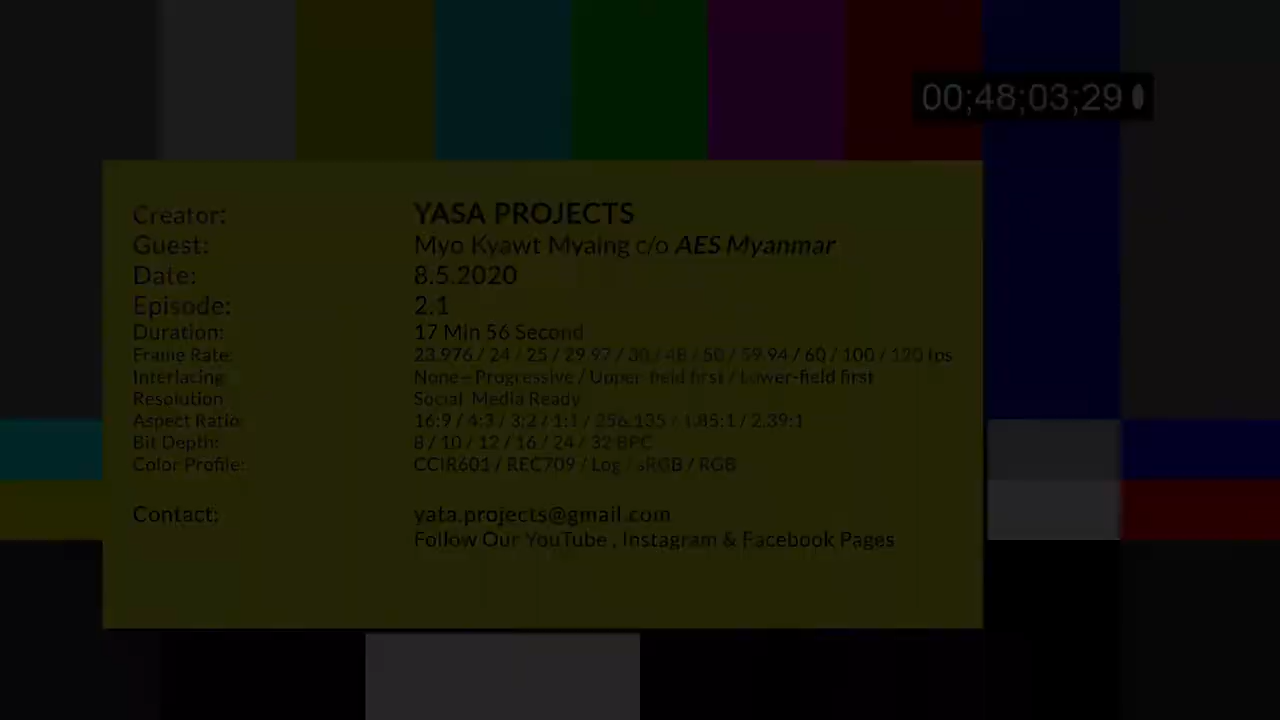 00;48;03;29
Creator: YASA PROJECTS
Guest: Myo Kyawt Myaing c/o AES Myanmar
Date: 8.5.2020
Episode: 2.1
Duration: 17 Min 56 Second
Frame Rate: 23.976 / 24 / 25 / 29.97 / 30 / 48 / 50 / 59.94 / 60 / 100 / 120 fps
Interlacing: None - Progressive / Upper-field first / Lower-field first
Resolution Social Media Ready
Aspect Ratio: 16:9 / 4:3 / 3:2 / 1:1 / 256:135 / 1.85:1 / 2.39:1
Bit Depth: 8 / 10 / 12 / 16 / 24 / 32 BPC
Color Profile: CCIR601 / REC709 / Log / sRGB / RGB
Contact: yata.projects@gmail.com
Follow Our YouTube , Instagram & Facebook Pages